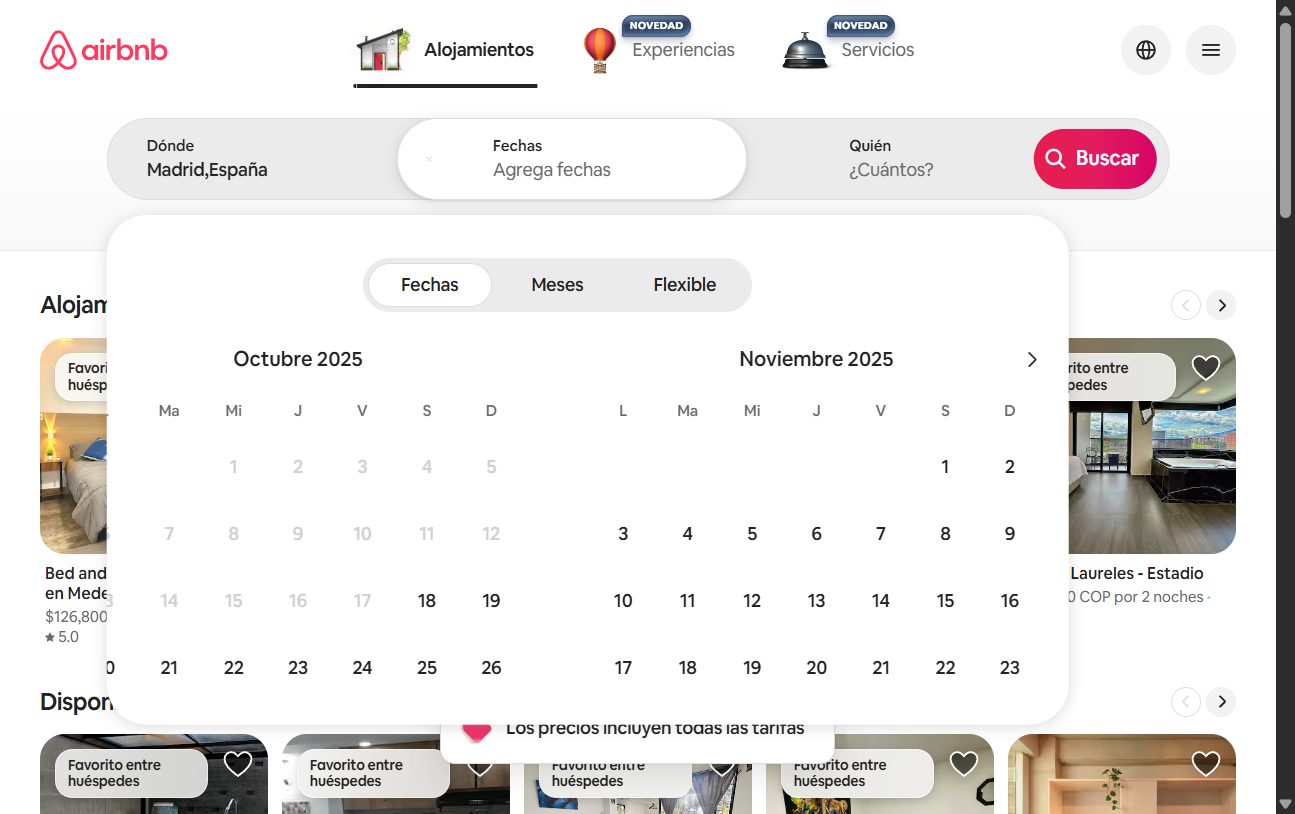 airbnb
Alojamientos
NOVEDAD
Experiencias
NOVEDAD
Servicios
Dónde
Madrid,España
Fechas
Agrega fechas
Quién
¿Cuántos?
Buscar
Fechas
Meses
Flexible
Octubre 2025
Noviembre 2025
Ma Mi J V S D
L Ma Mi J V S D
1 2 3 4 5
1 2
7 8 9 10 11 12
3 4 5 6 7 8 9
14 15 16 17 18 19
10 11 12 13 14 15 16
0 21 22 23 24 25 26
17 18 19 20 21 22 23
Alojam
Favori
huésp
rito entre
pedes
Bed and
en Mede
$126,800
5.0
Laureles - Estadio
0 COP por 2 noches ·
Dispon
Los precios incluyen todas las tarifas
Favorito entre
huéspedes
Favorito entre
huéspedes
Favorito entre
huéspedes
Favorito entre
huéspedes